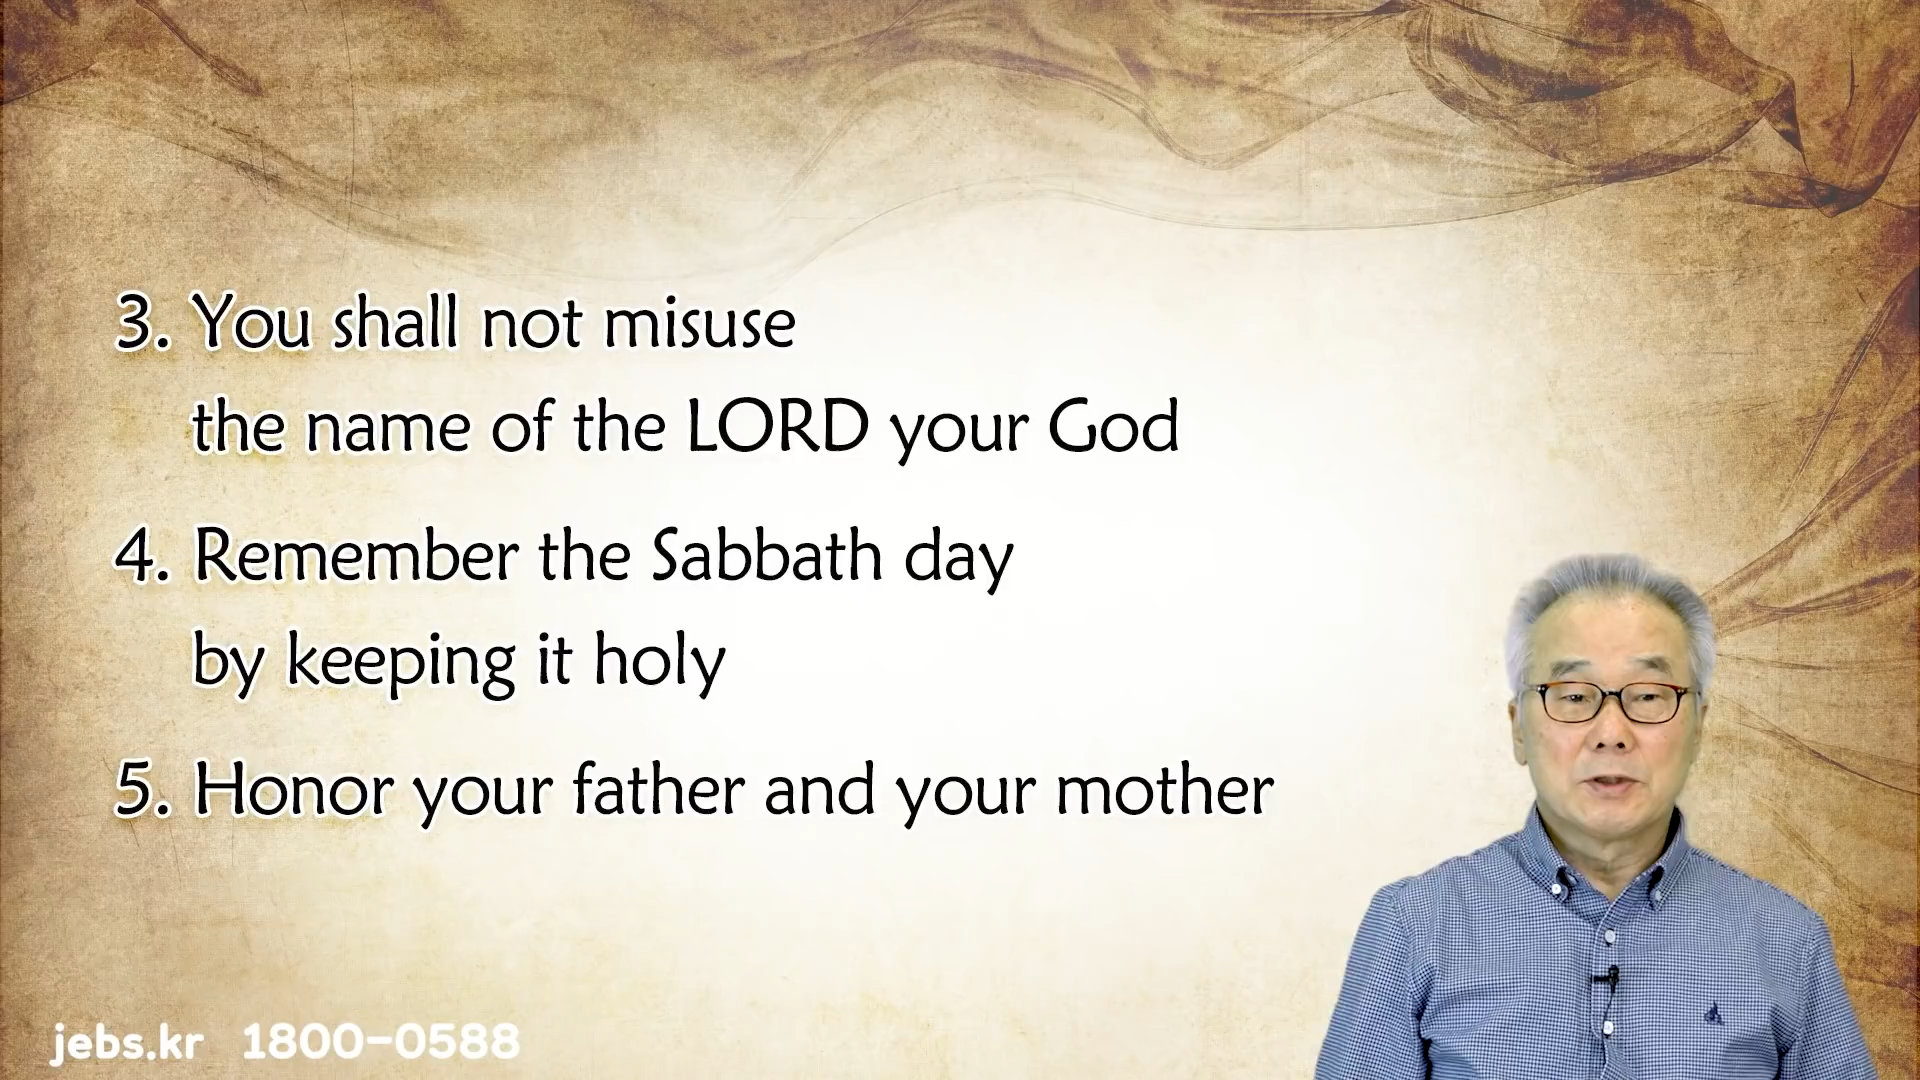 3. You shall not misuse
the name of the LORD your God
4. Remember the Sabbath day
by keeping it holy
5. Honor your father and your mother
jebs.kr 1800-0588